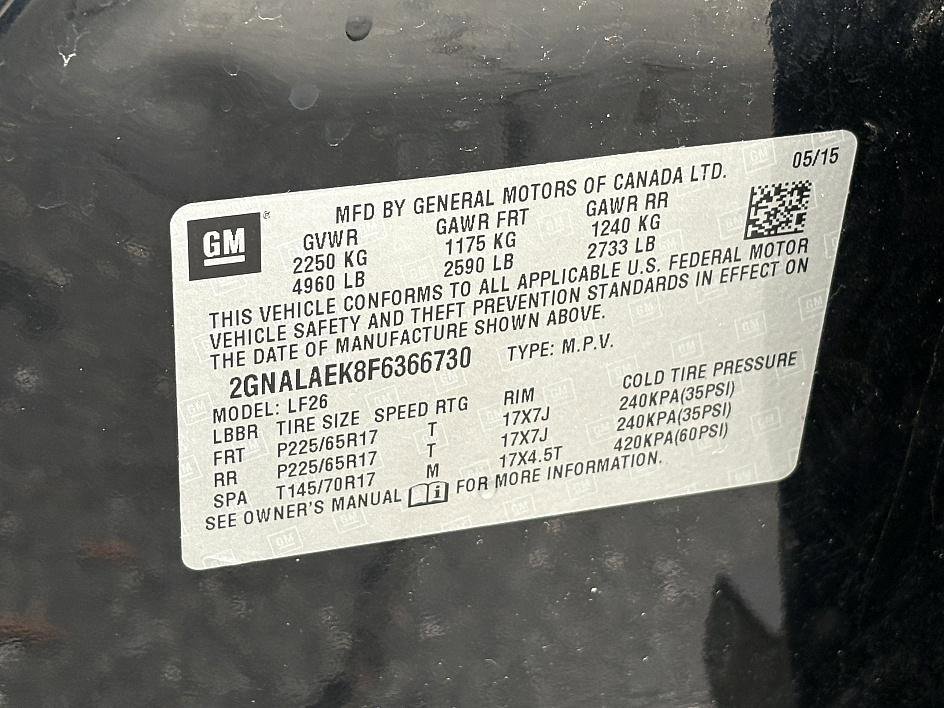 05/15
GM ®
MFD BY GENERAL MOTORS OF CANADA LTD.
GVWR GAWR FRT GAWR RR
2250 KG 1175 KG 1240 KG
4960 LB 2590 LB 2733 LB
THIS VEHICLE CONFORMS TO ALL APPLICABLE U.S. FEDERAL MOTOR
VEHICLE SAFETY AND THEFT PREVENTION STANDARDS IN EFFECT ON
THE DATE OF MANUFACTURE SHOWN ABOVE.
2GNALAEK8F6366730 TYPE: M.P.V.
MODEL: LF26
LBBR TIRE SIZE SPEED RTG RIM COLD TIRE PRESSURE
FRT P225/65R17 T 17X7J 240KPA(35PSI)
RR P225/65R17 T 17X7J 240KPA(35PSI)
SPA T145/70R17 M 17X4.5T 420KPA(60PSI)
SEE OWNER'S MANUAL FOR MORE INFORMATION.